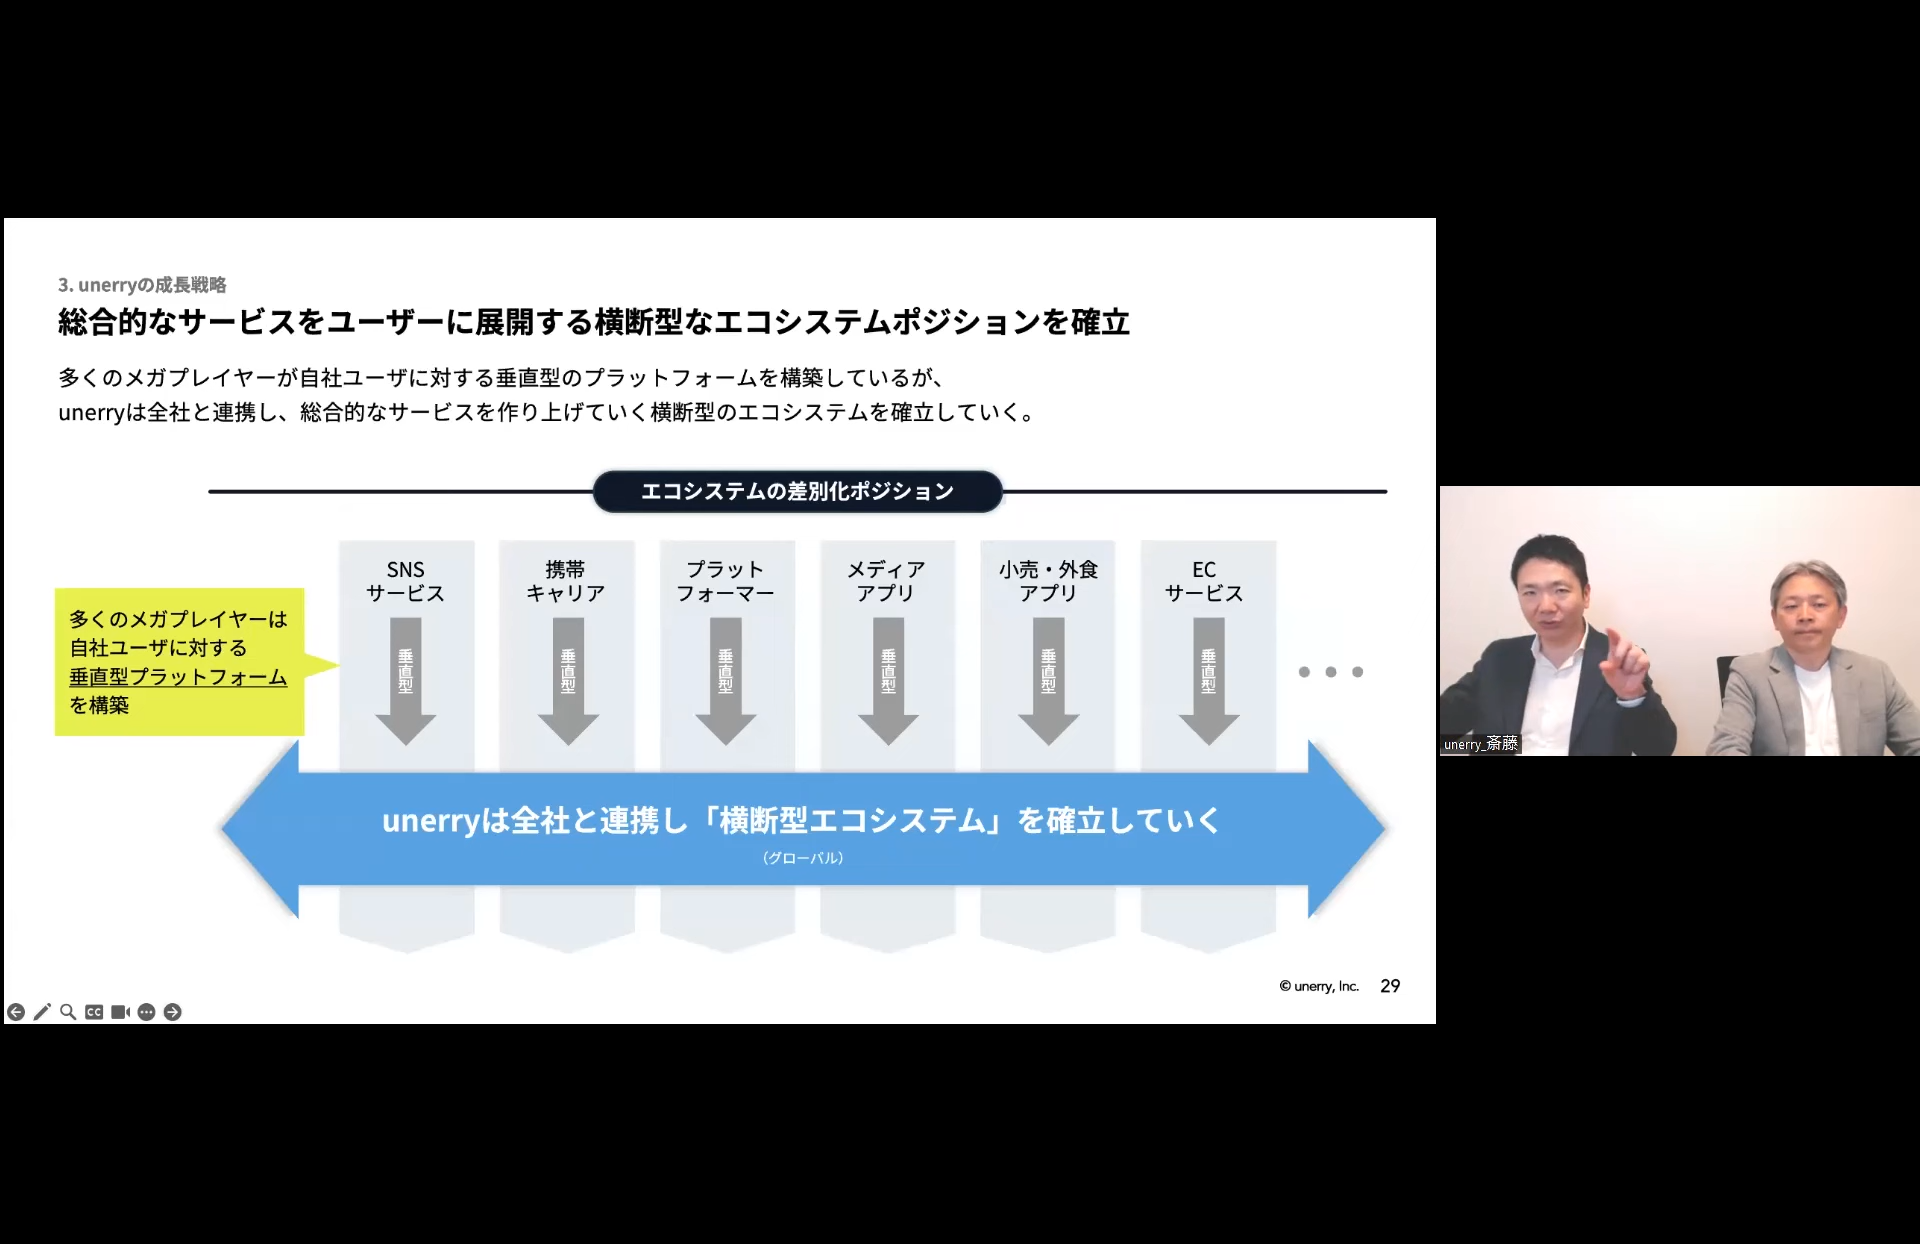 3. unerryの成長戦略
総合的なサービスをユーザーに展開する横断型なエコシステムポジションを確立
多くのメガプレイヤーが自社ユーザに対する垂直型のプラットフォームを構築しているが、
unerryは全社と連携し、総合的なサービスを作り上げていく横断型のエコシステムを確立していく。
エコシステムの差別化ポジション
多くのメガプレイヤーは
自社ユーザに対する
垂直型プラットフォーム
を構築
SNS
サービス
垂直型
携帯
キャリア
垂直型
プラット
フォーマー
垂直型
メディア
アプリ
垂直型
小売・外食
アプリ
垂直型
EC
サービス
垂直型
unerryは全社と連携し「横断型エコシステム」を確立していく
（グローバル）
© unerry, Inc. 29
CC
unerry_斎藤